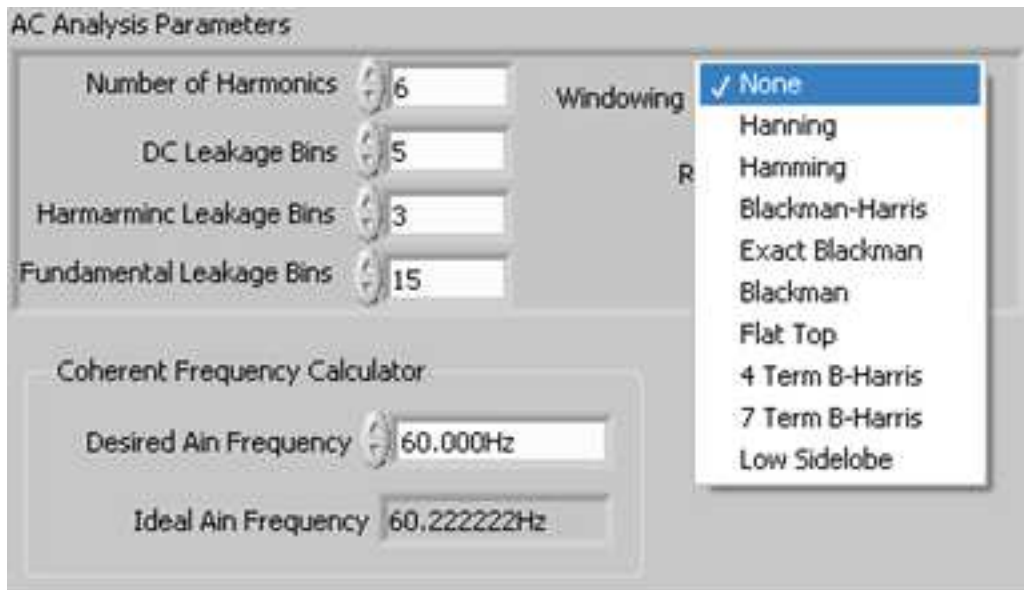 AC Analysis Parameters
Number of Harmonics 6
Windowing ✓ None
Hanning
DC Leakage Bins 5
Hamming
R
Harmarminc Leakage Bins 3
Blackman-Harris
Exact Blackman
Fundamental Leakage Bins 15
Blackman
Flat Top
Coherent Frequency Calculator
4 Term B-Harris
7 Term B-Harris
Desired Ain Frequency 60.000Hz
Low Sidelobe
Ideal Ain Frequency 60.222222Hz